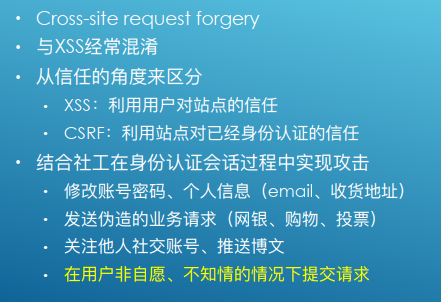 Cross-site request forgery
与XSS经常混淆
从信任的角度来区分
XSS：利用用户对站点的信任
CSRF：利用站点对已经身份认证的信任
结合社工在身份认证会话过程中实现攻击
修改账号密码、个人信息（email、收货地址）
发送伪造的业务请求（网银、购物、投票）
关注他人社交账号、推送博文
在用户非自愿、不知情的情况下提交请求